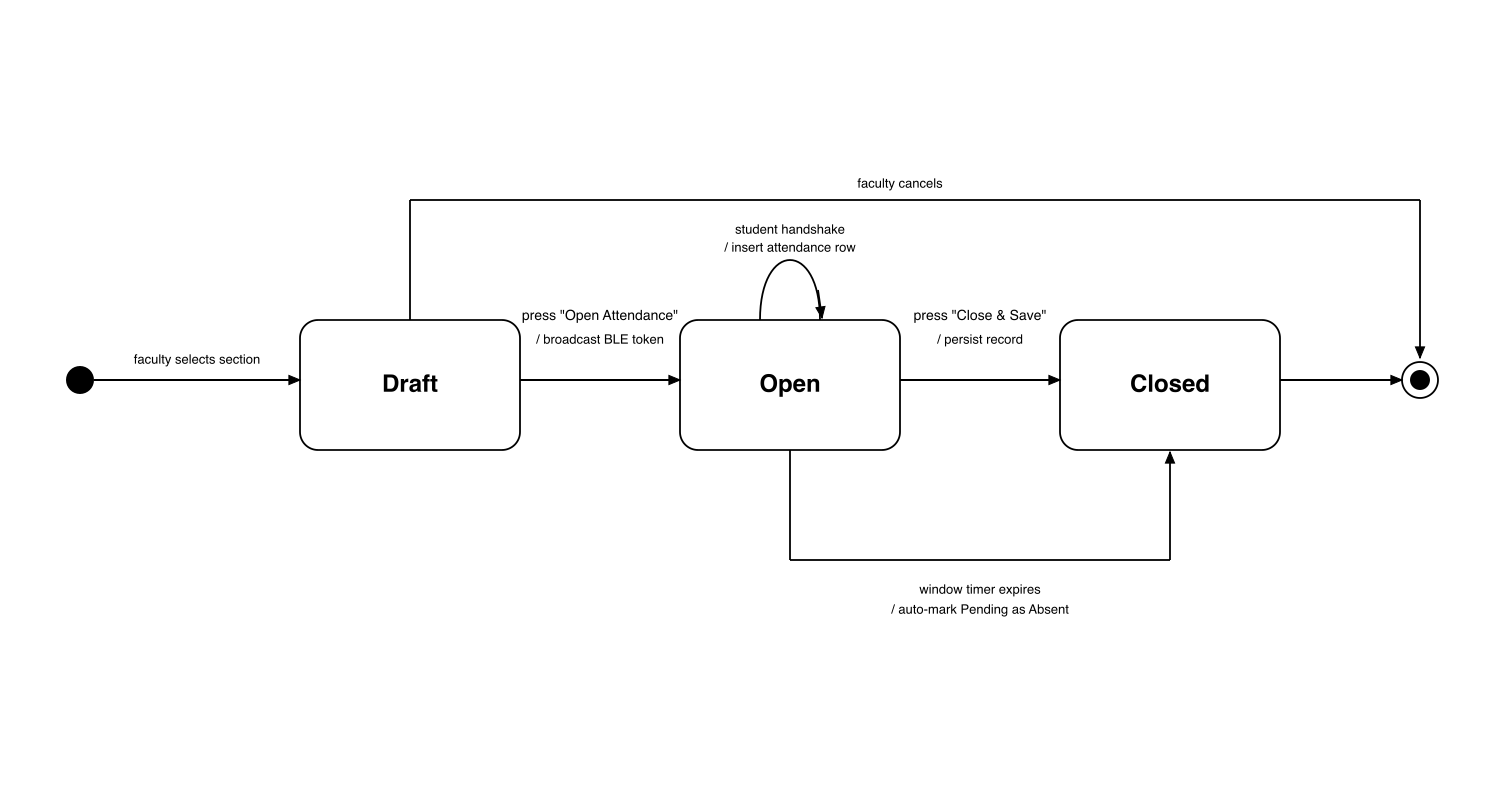 faculty cancels
student handshake
/ insert attendance row
press "Open Attendance"
/ broadcast BLE token
press "Close & Save"
/ persist record
faculty selects section
Draft
Open
Closed
window timer expires
/ auto-mark Pending as Absent